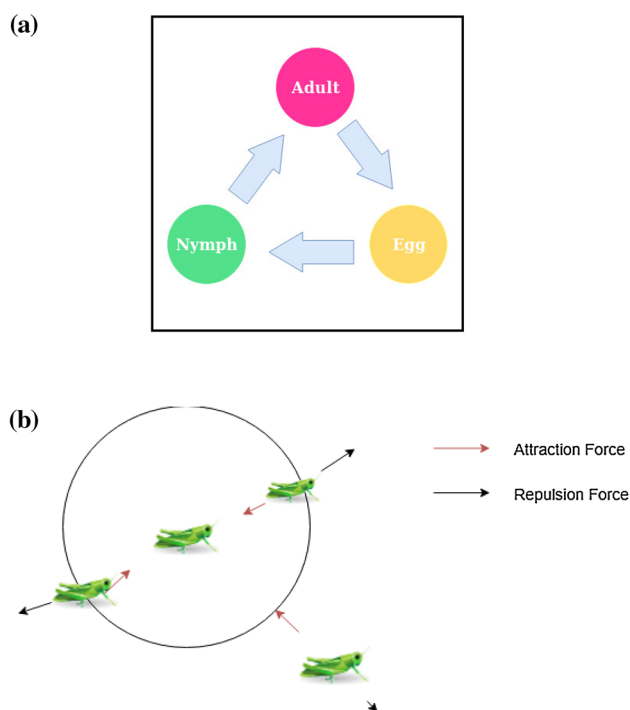 (a)
Adult
Nymph
Egg
(b)
Attraction Force
Repulsion Force